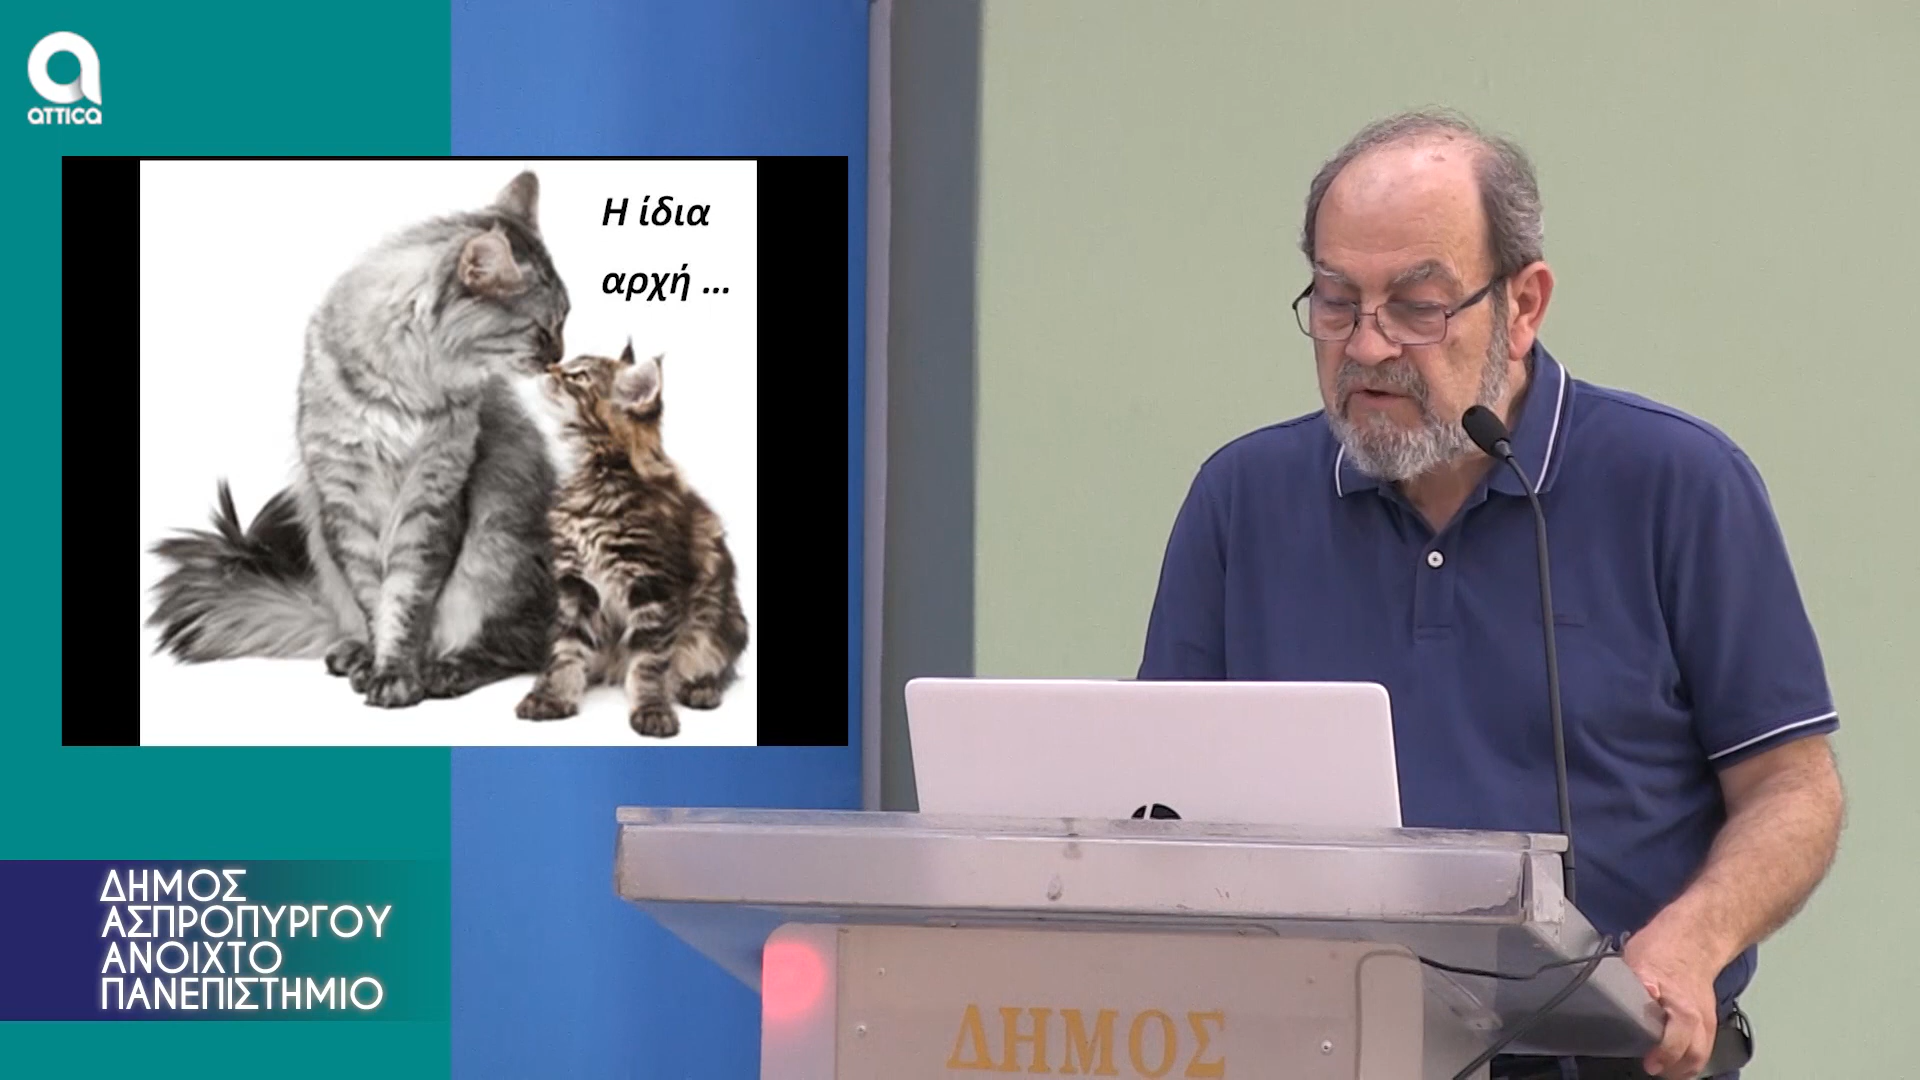 attica
Η ίδια
αρχή ...
ΔΗΜΟΣ
ΑΣΠΡΟΠΥΡΓΟΥ
ΑΝΟΙΧΤΟ
ΠΑΝΕΠΙΣΤΗΜΙΟ
ΔΗΜΟΣ